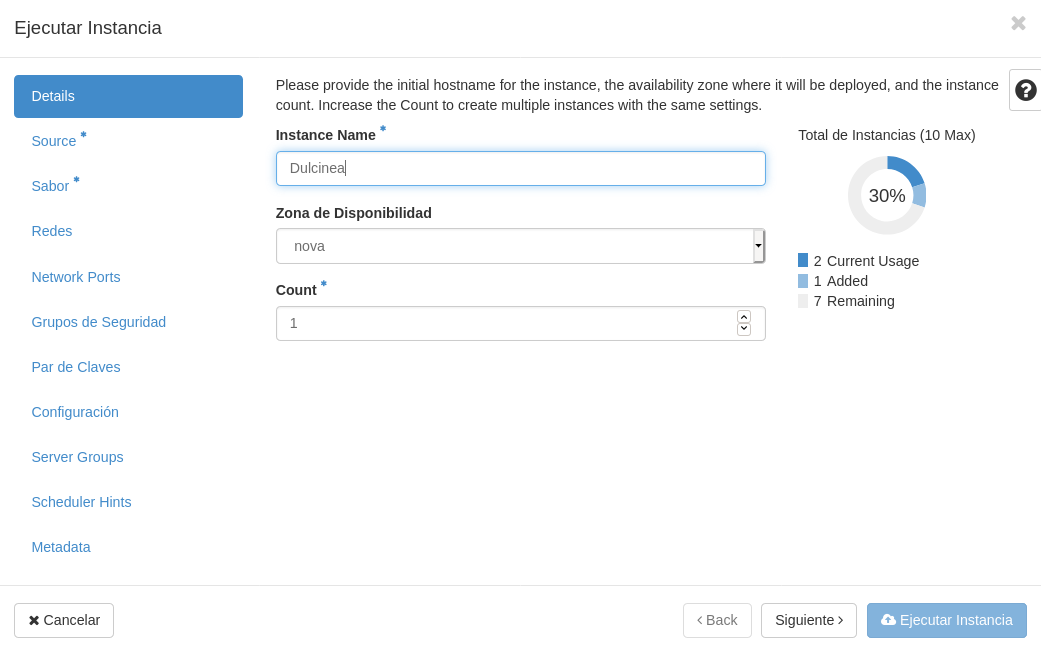 Ejecutar Instancia
Details
Source *
Sabor *
Redes
Network Ports
Grupos de Seguridad
Par de Claves
Configuración
Server Groups
Scheduler Hints
Metadata
Please provide the initial hostname for the instance, the availability zone where it will be deployed, and the instance
count. Increase the Count to create multiple instances with the same settings.
Instance Name *
Dulcinea
Zona de Disponibilidad
nova
Count *
1
Total de Instancias (10 Max)
30%
2 Current Usage
1 Added
7 Remaining
Cancelar
Back
Siguiente
Ejecutar Instancia